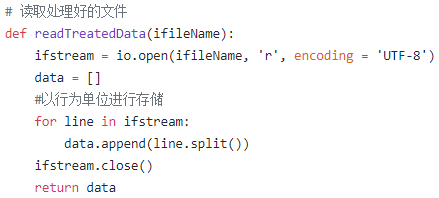 # 读取处理好的文件
def readTreatedData(ifileName):
    ifstream = io.open(ifileName, 'r', encoding = 'UTF-8')
    data = []
    #以行为单位进行存储
    for line in ifstream:
        data.append(line.split())
    ifstream.close()
    return data